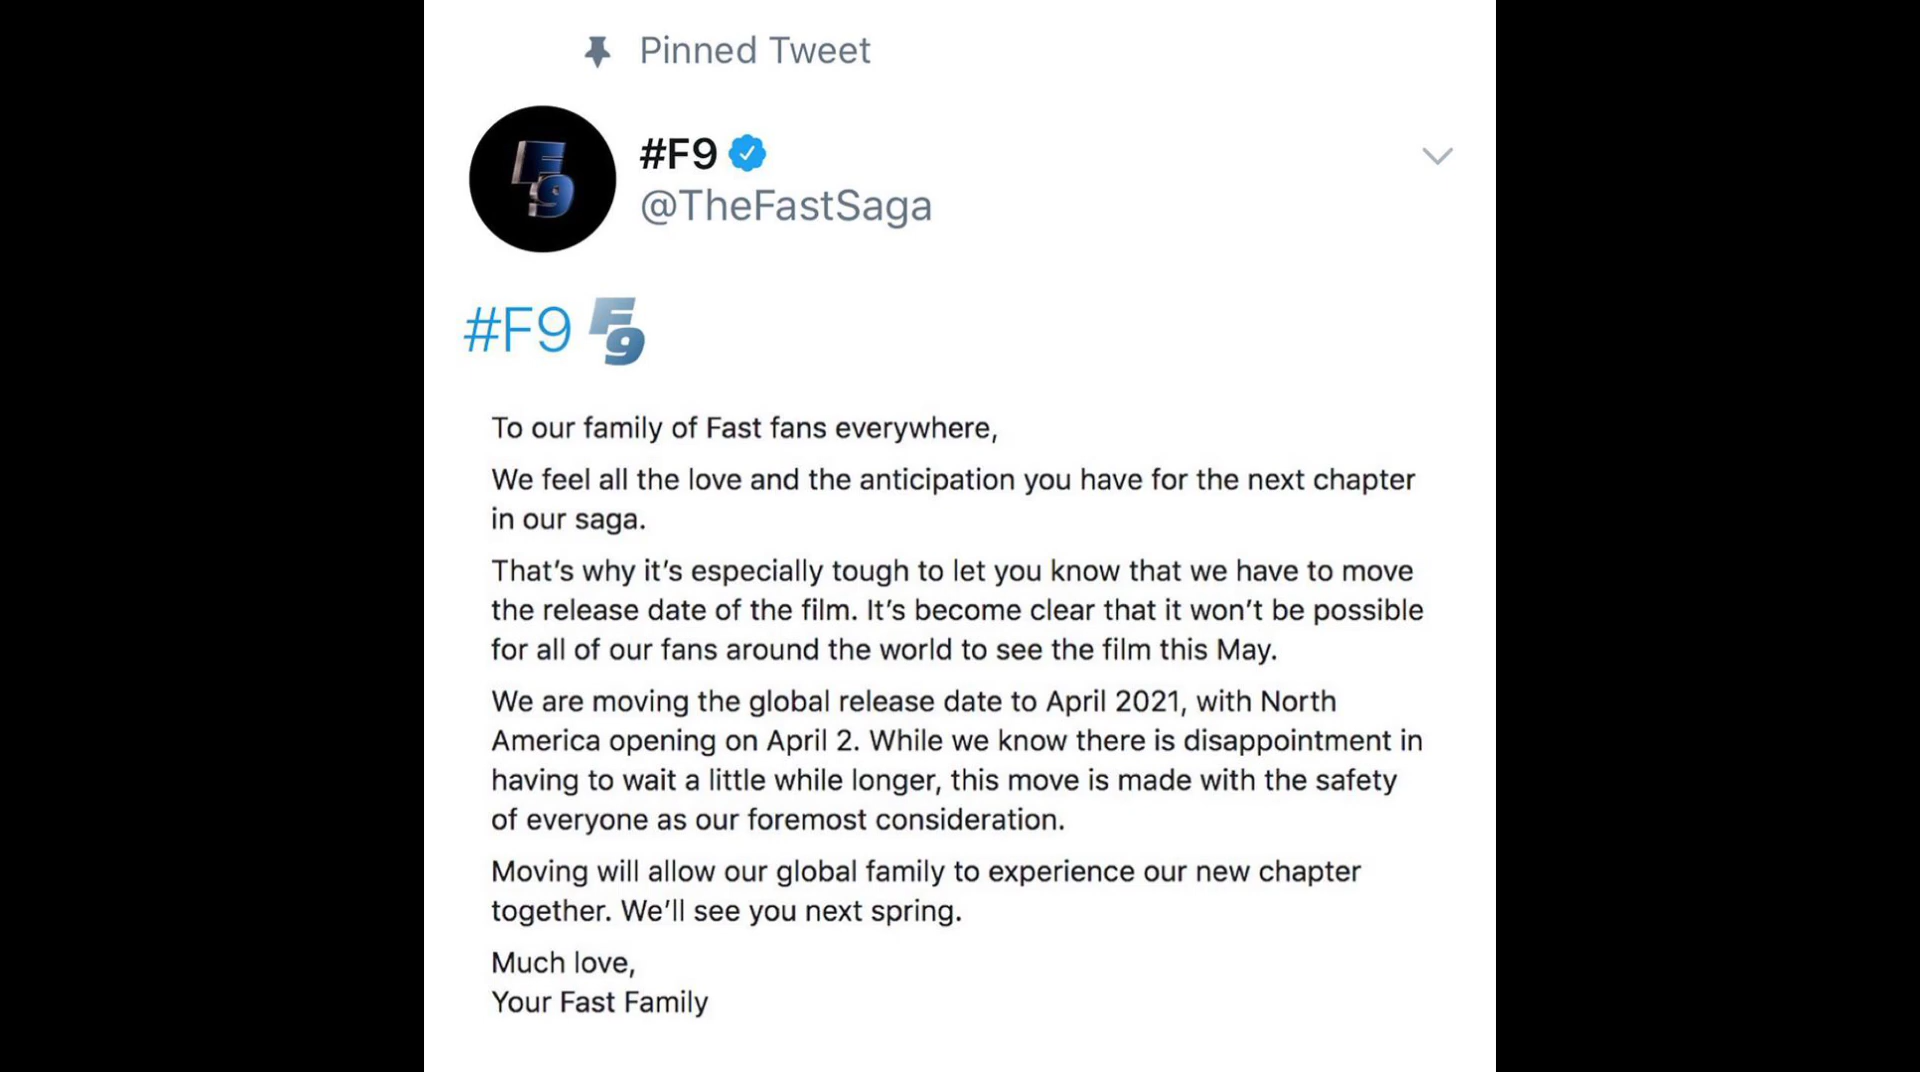 Pinned Tweet
F9
#F9
@TheFastSaga
#F9 F9
To our family of Fast fans everywhere,
We feel all the love and the anticipation you have for the next chapter
in our saga.
That's why it's especially tough to let you know that we have to move
the release date of the film. It's become clear that it won't be possible
for all of our fans around the world to see the film this May.
We are moving the global release date to April 2021, with North
America opening on April 2. While we know there is disappointment in
having to wait a little while longer, this move is made with the safety
of everyone as our foremost consideration.
Moving will allow our global family to experience our new chapter
together. We'll see you next spring.
Much love,
Your Fast Family